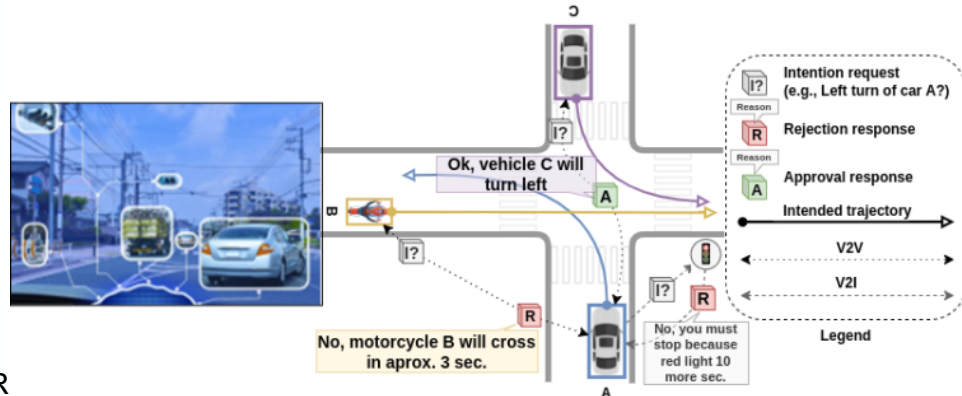 C
I?
Ok, vehicle C will
turn left
A
B
I?
I?
R
R
No, motorcycle B will cross
in aprox. 3 sec.
No, you must
stop because
red light 10
more sec.
A
R
I?
Intention request
(e.g., Left turn of car A?)
Reason
R
Rejection response
Reason
A
Approval response
Intended trajectory
V2V
V2I
Legend